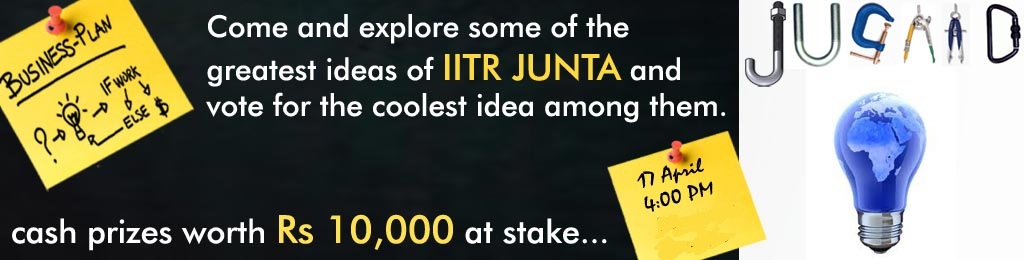 BUSINESS-PLAN
IF WORK
? $
ELSE
Come and explore some of the
greatest ideas of IITR JUNTA and
vote for the coolest idea among them.
17 April
4:00 PM
cash prizes worth Rs 10,000 at stake...
JUGAAD